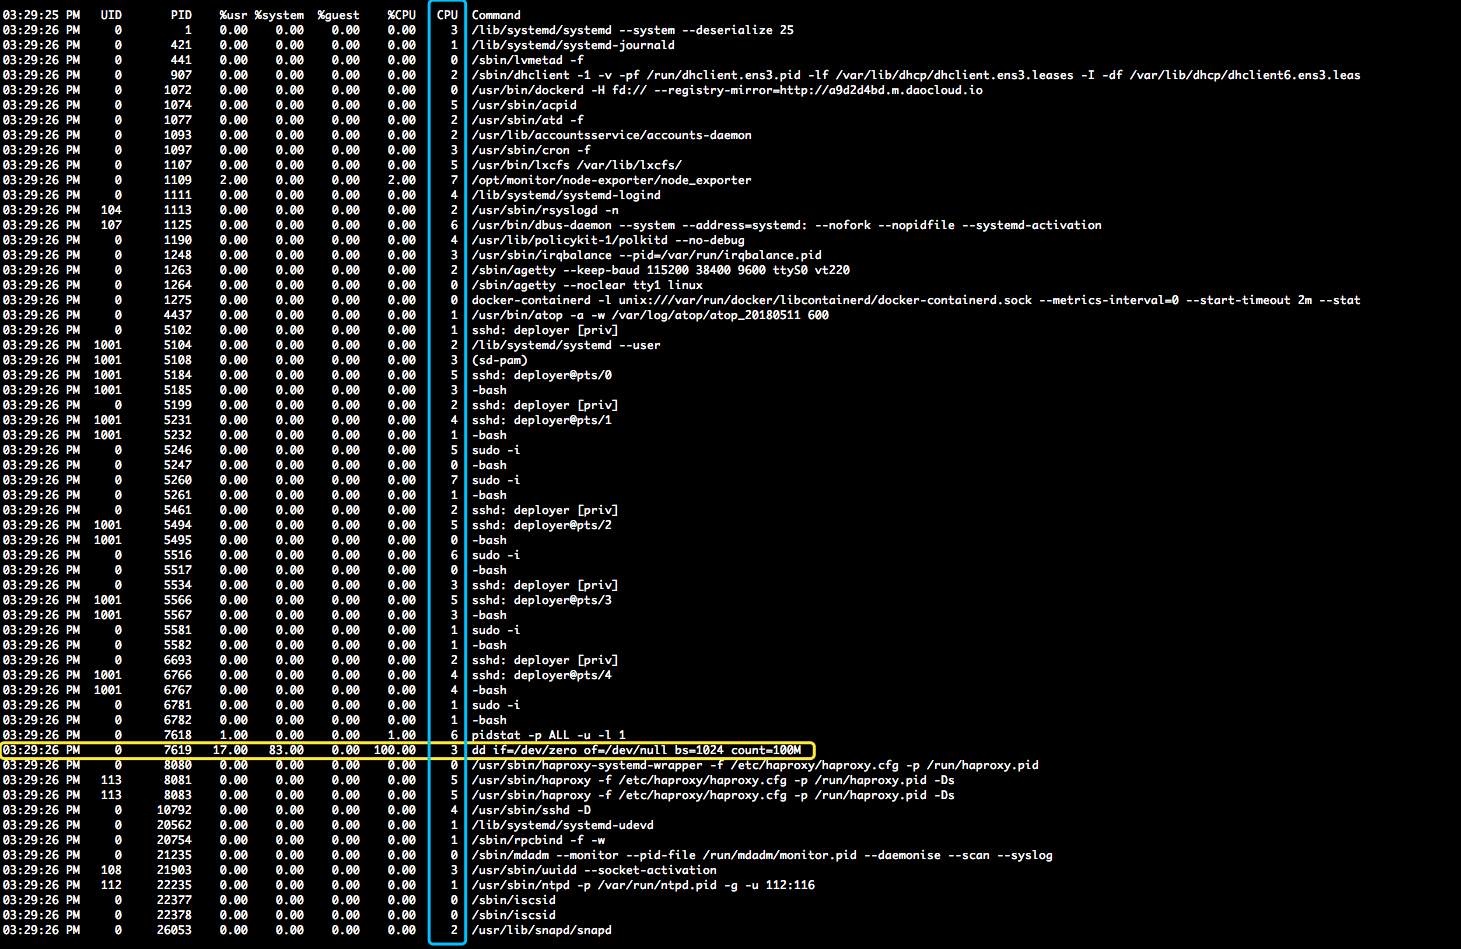 03:29:25 PM   UID       PID    %usr %system  %guest    %CPU   CPU  Command
03:29:26 PM     0         1    0.00    0.00    0.00    0.00     3  /lib/systemd/systemd --system --deserialize 25
03:29:26 PM     0       421    0.00    0.00    0.00    0.00     1  /lib/systemd/systemd-journald
03:29:26 PM     0       441    0.00    0.00    0.00    0.00     0  /sbin/lvmetad -f
03:29:26 PM     0       907    0.00    0.00    0.00    0.00     2  /sbin/dhclient -1 -v -pf /run/dhclient.ens3.pid -lf /var/lib/dhcp/dhclient.ens3.leases -I -df /var/lib/dhcp/dhclient6.ens3.leas
03:29:26 PM     0      1072    0.00    0.00    0.00    0.00     0  /usr/bin/dockerd -H fd:// --registry-mirror=http://a9d2d4bd.m.daocloud.io
03:29:26 PM     0      1074    0.00    0.00    0.00    0.00     5  /usr/sbin/acpid
03:29:26 PM     0      1077    0.00    0.00    0.00    0.00     2  /usr/sbin/atd -f
03:29:26 PM     0      1093    0.00    0.00    0.00    0.00     2  /usr/lib/accountsservice/accounts-daemon
03:29:26 PM     0      1097    0.00    0.00    0.00    0.00     3  /usr/sbin/cron -f
03:29:26 PM     0      1107    0.00    0.00    0.00    0.00     5  /usr/bin/lxcfs /var/lib/lxcfs/
03:29:26 PM     0      1109    2.00    0.00    0.00    2.00     7  /opt/monitor/node-exporter/node_exporter
03:29:26 PM     0      1111    0.00    0.00    0.00    0.00     4  /lib/systemd/systemd-logind
03:29:26 PM   104      1113    0.00    0.00    0.00    0.00     2  /usr/sbin/rsyslogd -n
03:29:26 PM   107      1125    0.00    0.00    0.00    0.00     6  /usr/bin/dbus-daemon --system --address=systemd: --nofork --nopidfile --systemd-activation
03:29:26 PM     0      1190    0.00    0.00    0.00    0.00     4  /usr/lib/policykit-1/polkitd --no-debug
03:29:26 PM     0      1248    0.00    0.00    0.00    0.00     3  /usr/sbin/irqbalance --pid=/var/run/irqbalance.pid
03:29:26 PM     0      1263    0.00    0.00    0.00    0.00     2  /sbin/agetty --keep-baud 115200 38400 9600 ttyS0 vt220
03:29:26 PM     0      1264    0.00    0.00    0.00    0.00     0  /sbin/agetty --noclear tty1 linux
03:29:26 PM     0      1275    0.00    0.00    0.00    0.00     0  docker-containerd -l unix:///var/run/docker/libcontainerd/docker-containerd.sock --metrics-interval=0 --start-timeout 2m --stat
03:29:26 PM     0      4437    0.00    0.00    0.00    0.00     1  /usr/bin/atop -a -w /var/log/atop/atop_20180511 600
03:29:26 PM     0      5102    0.00    0.00    0.00    0.00     1  sshd: deployer [priv]
03:29:26 PM  1001      5104    0.00    0.00    0.00    0.00     2  /lib/systemd/systemd --user
03:29:26 PM  1001      5108    0.00    0.00    0.00    0.00     3  (sd-pam)
03:29:26 PM  1001      5184    0.00    0.00    0.00    0.00     5  sshd: deployer@pts/0
03:29:26 PM  1001      5185    0.00    0.00    0.00    0.00     3  -bash
03:29:26 PM     0      5199    0.00    0.00    0.00    0.00     2  sshd: deployer [priv]
03:29:26 PM  1001      5231    0.00    0.00    0.00    0.00     4  sshd: deployer@pts/1
03:29:26 PM  1001      5232    0.00    0.00    0.00    0.00     1  -bash
03:29:26 PM     0      5246    0.00    0.00    0.00    0.00     5  sudo -i
03:29:26 PM     0      5247    0.00    0.00    0.00    0.00     0  -bash
03:29:26 PM     0      5260    0.00    0.00    0.00    0.00     7  sudo -i
03:29:26 PM     0      5261    0.00    0.00    0.00    0.00     1  -bash
03:29:26 PM     0      5461    0.00    0.00    0.00    0.00     2  sshd: deployer [priv]
03:29:26 PM  1001      5494    0.00    0.00    0.00    0.00     5  sshd: deployer@pts/2
03:29:26 PM  1001      5495    0.00    0.00    0.00    0.00     0  -bash
03:29:26 PM     0      5516    0.00    0.00    0.00    0.00     6  sudo -i
03:29:26 PM     0      5517    0.00    0.00    0.00    0.00     0  -bash
03:29:26 PM     0      5534    0.00    0.00    0.00    0.00     3  sshd: deployer [priv]
03:29:26 PM  1001      5566    0.00    0.00    0.00    0.00     5  sshd: deployer@pts/3
03:29:26 PM  1001      5567    0.00    0.00    0.00    0.00     3  -bash
03:29:26 PM     0      5581    0.00    0.00    0.00    0.00     1  sudo -i
03:29:26 PM     0      5582    0.00    0.00    0.00    0.00     1  -bash
03:29:26 PM     0      6693    0.00    0.00    0.00    0.00     2  sshd: deployer [priv]
03:29:26 PM  1001      6766    0.00    0.00    0.00    0.00     4  sshd: deployer@pts/4
03:29:26 PM  1001      6767    0.00    0.00    0.00    0.00     4  -bash
03:29:26 PM     0      6781    0.00    0.00    0.00    0.00     1  sudo -i
03:29:26 PM     0      6782    0.00    0.00    0.00    0.00     1  -bash
03:29:26 PM     0      7618    1.00    0.00    0.00    1.00     6  pidstat -p ALL -u -l 1
03:29:26 PM     0      7619   17.00   83.00    0.00  100.00     3  dd if=/dev/zero of=/dev/null bs=1024 count=100M
03:29:26 PM     0      8080    0.00    0.00    0.00    0.00     0  /usr/sbin/haproxy-systemd-wrapper -f /etc/haproxy/haproxy.cfg -p /run/haproxy.pid
03:29:26 PM   113      8081    0.00    0.00    0.00    0.00     5  /usr/sbin/haproxy -f /etc/haproxy/haproxy.cfg -p /run/haproxy.pid -Ds
03:29:26 PM   113      8083    0.00    0.00    0.00    0.00     5  /usr/sbin/haproxy -f /etc/haproxy/haproxy.cfg -p /run/haproxy.pid -Ds
03:29:26 PM     0     10792    0.00    0.00    0.00    0.00     4  /usr/sbin/sshd -D
03:29:26 PM     0     20562    0.00    0.00    0.00    0.00     1  /lib/systemd/systemd-udevd
03:29:26 PM     0     20754    0.00    0.00    0.00    0.00     1  /sbin/rpcbind -f -w
03:29:26 PM     0     21235    0.00    0.00    0.00    0.00     0  /sbin/mdadm --monitor --pid-file /run/mdadm/monitor.pid --daemonise --scan --syslog
03:29:26 PM   108     21903    0.00    0.00    0.00    0.00     3  /usr/sbin/uuidd --socket-activation
03:29:26 PM   112     22235    0.00    0.00    0.00    0.00     1  /usr/sbin/ntpd -p /var/run/ntpd.pid -g -u 112:116
03:29:26 PM     0     22377    0.00    0.00    0.00    0.00     0  /sbin/iscsid
03:29:26 PM     0     22378    0.00    0.00    0.00    0.00     0  /sbin/iscsid
03:29:26 PM     0     26053    0.00    0.00    0.00    0.00     2  /usr/lib/snapd/snapd